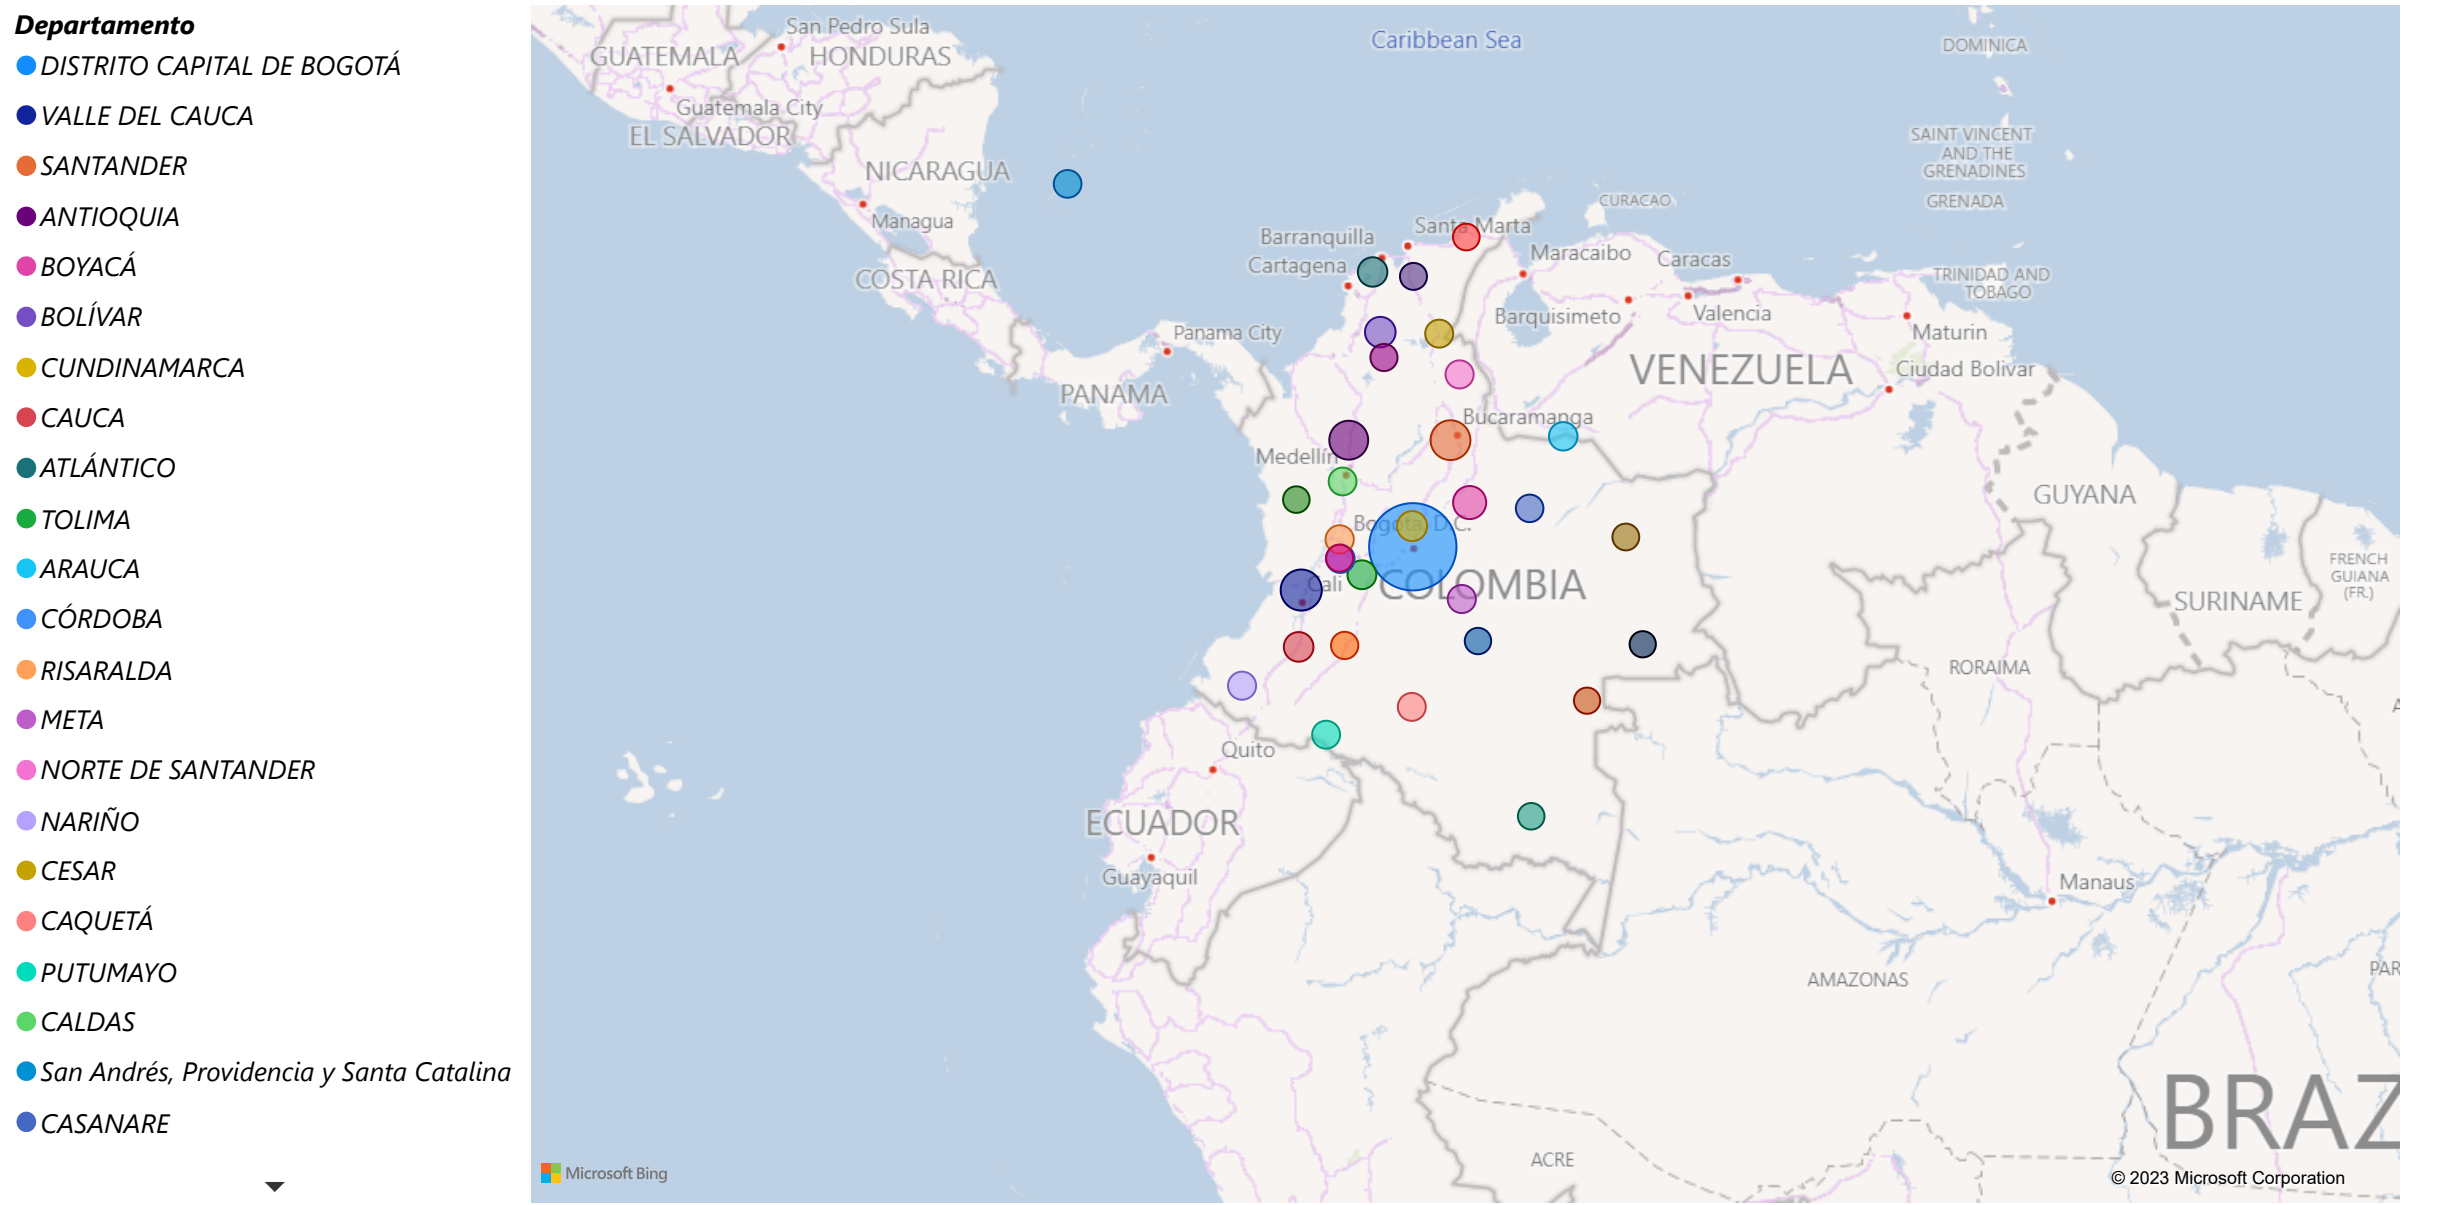 Departamento
DISTRITO CAPITAL DE BOGOTÁ
VALLE DEL CAUCA
SANTANDER
ANTIOQUIA
BOYACÁ
BOLÍVAR
CUNDINAMARCA
CAUCA
ATLÁNTICO
TOLIMA
ARAUCA
CÓRDOBA
RISARALDA
META
NORTE DE SANTANDER
NARIÑO
CESAR
CAQUETÁ
PUTUMAYO
CALDAS
San Andrés, Providencia y Santa Catalina
CASANARE
San Pedro Sula
GUATEMALA
HONDURAS
Guatemala City
EL SALVADOR
NICARAGUA
Managua
COSTA RICA
Panama City
PANAMA
Caribbean Sea
DOMINICA
SAINT VINCENT
AND THE
GRENADINES
GRENADA
CURACAO
Santa Marta
Barranquilla
Cartagena
Maracaibo
Caracas
TRINIDAD AND
TOBAGO
Barquisimeto
Valencia
Maturin
VENEZUELA
Ciudad Bolivar
Bucaramanga
Medellín
Bogota, D.C.
Cali
COLOMBIA
GUYANA
SURINAME
FRENCH
GUIANA
(FR.)
RORAIMA
Quito
ECUADOR
Guayaquil
Manaus
AMAZONAS
PAR
BRAZ
ACRE
Microsoft Bing
© 2023 Microsoft Corporation